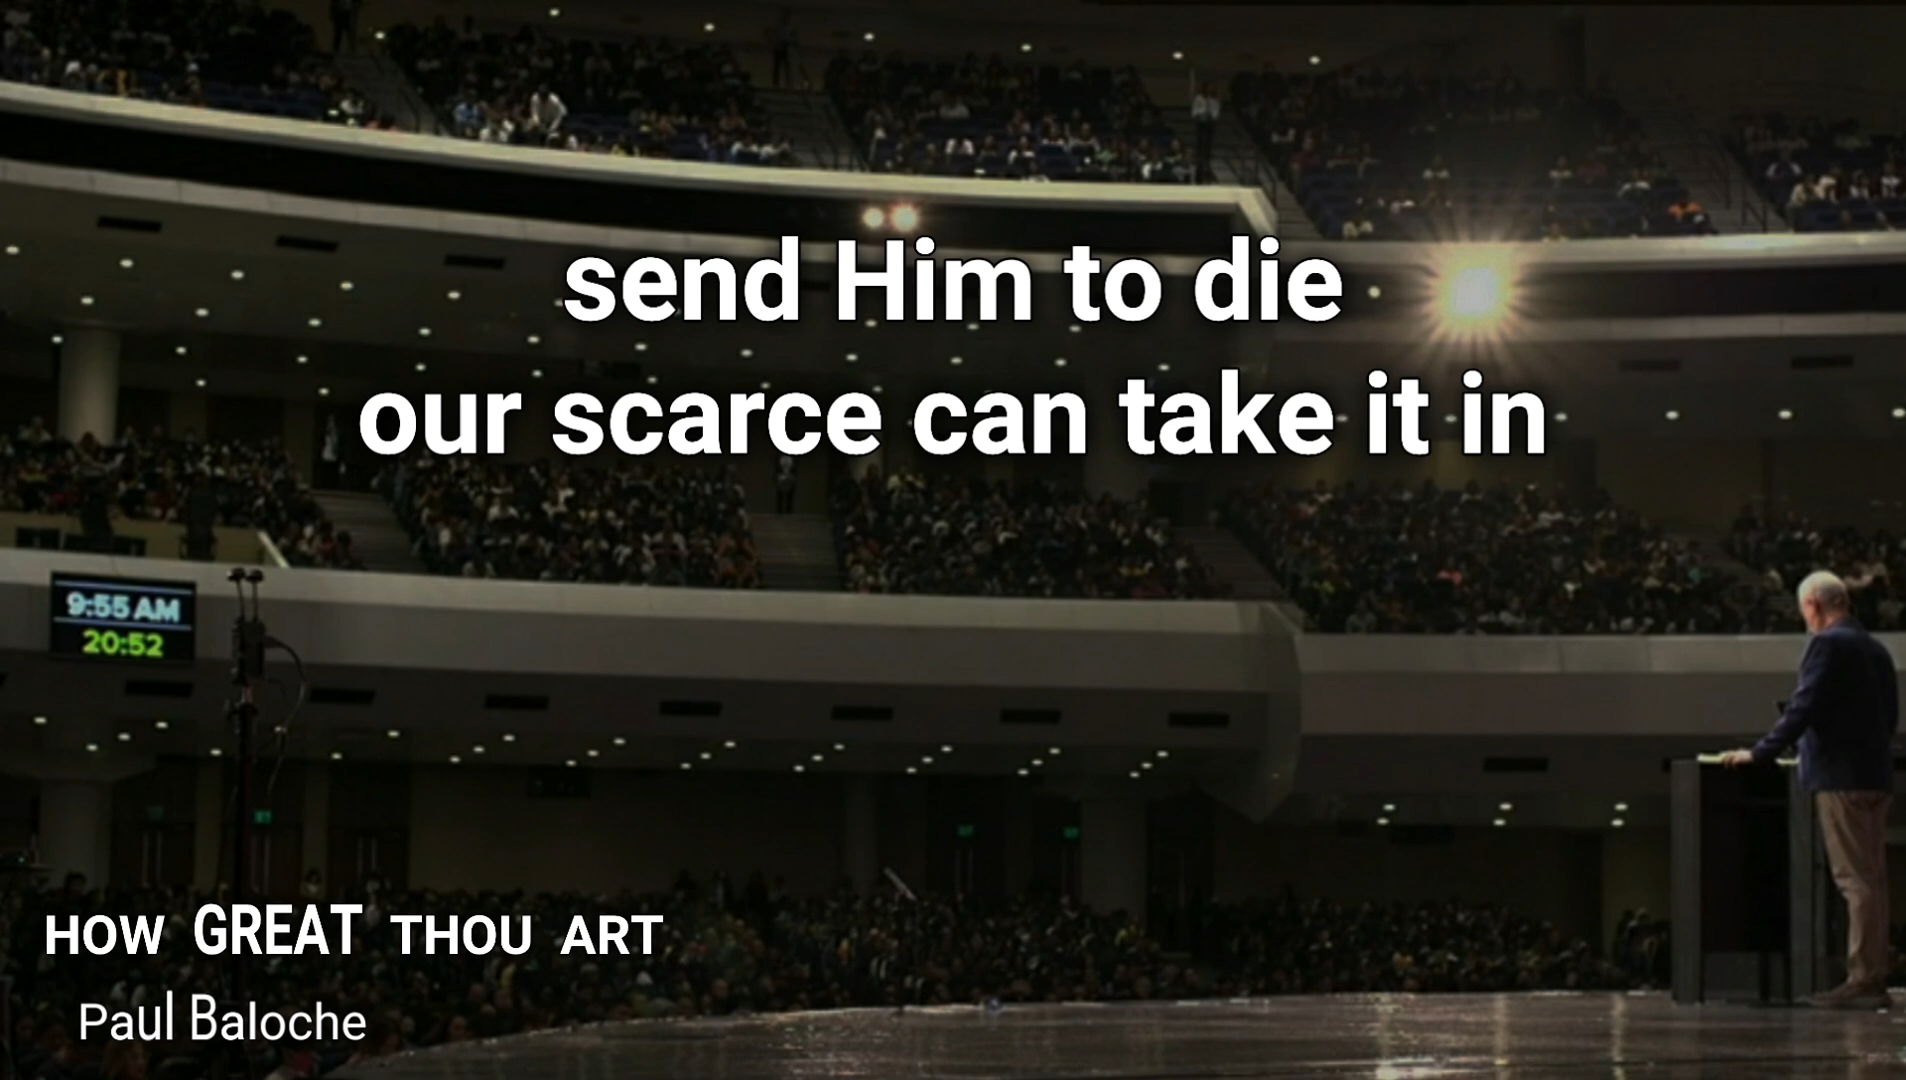 send Him to die
our scarce can take it in
9:55 AM
20:52
HOW GREAT THOU ART
Paul Baloche